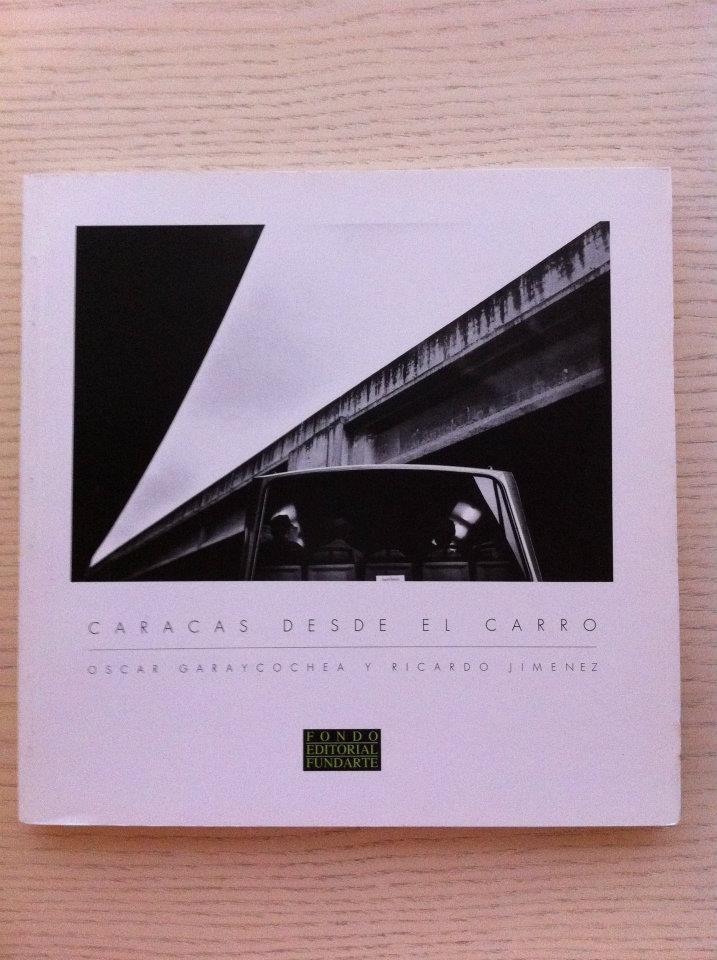 CARACAS DESDE EL CARRO
OSCAR GARAYCOCHEA Y RICARDO JIMENEZ
FONDO
EDITORIAL
FUNDARTE